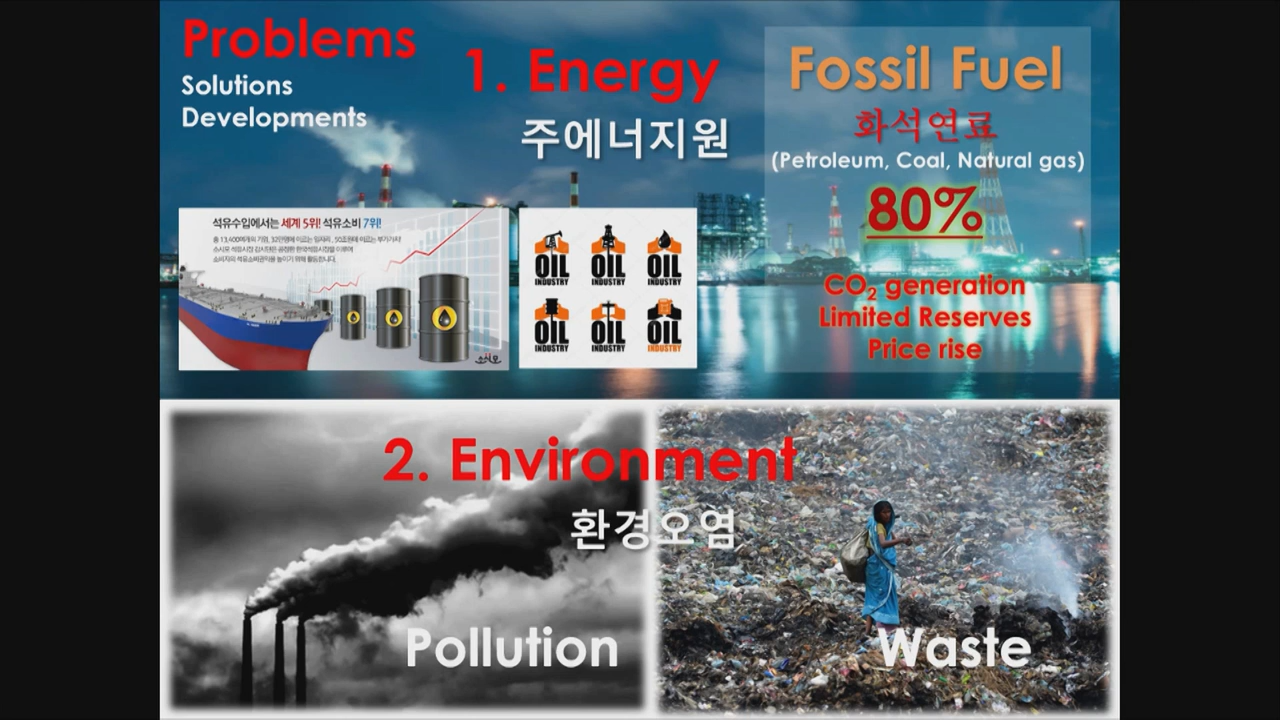 Problems
Solutions
Developments
1. Energy
주에너지원
Fossil Fuel
화석연료
(Petroleum, Coal, Natural gas)
80%
CO₂ generation
Limited Reserves
Price rise
석유수입에서는 세계 5위! 석유소비 7위!
OIL
INDUSTRY
OIL
INDUSTRY
OIL
INDUSTRY
OIL
INDUSTRY
OIL
INDUSTRY
OIL
INDUSTRY
2. Environment
환경오염
Pollution
Waste